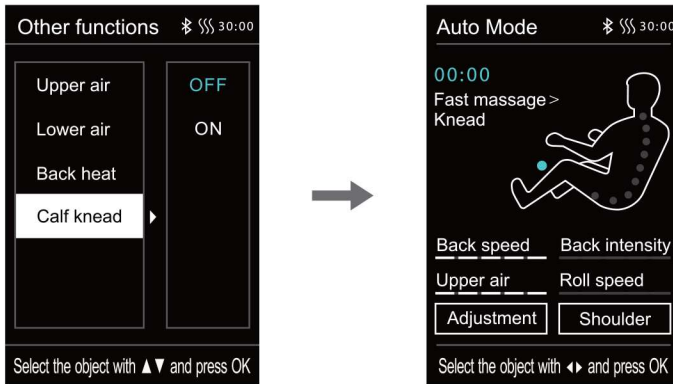 Other functions 30:00
Upper air OFF
Lower air ON
Back heat
Calf knead
Select the object with ▲▼ and press OK
Auto Mode 30:00
00:00
Fast massage >
Knead
Back speed Back intensity
Upper air Roll speed
Adjustment Shoulder
Select the object with ◂▸ and press OK